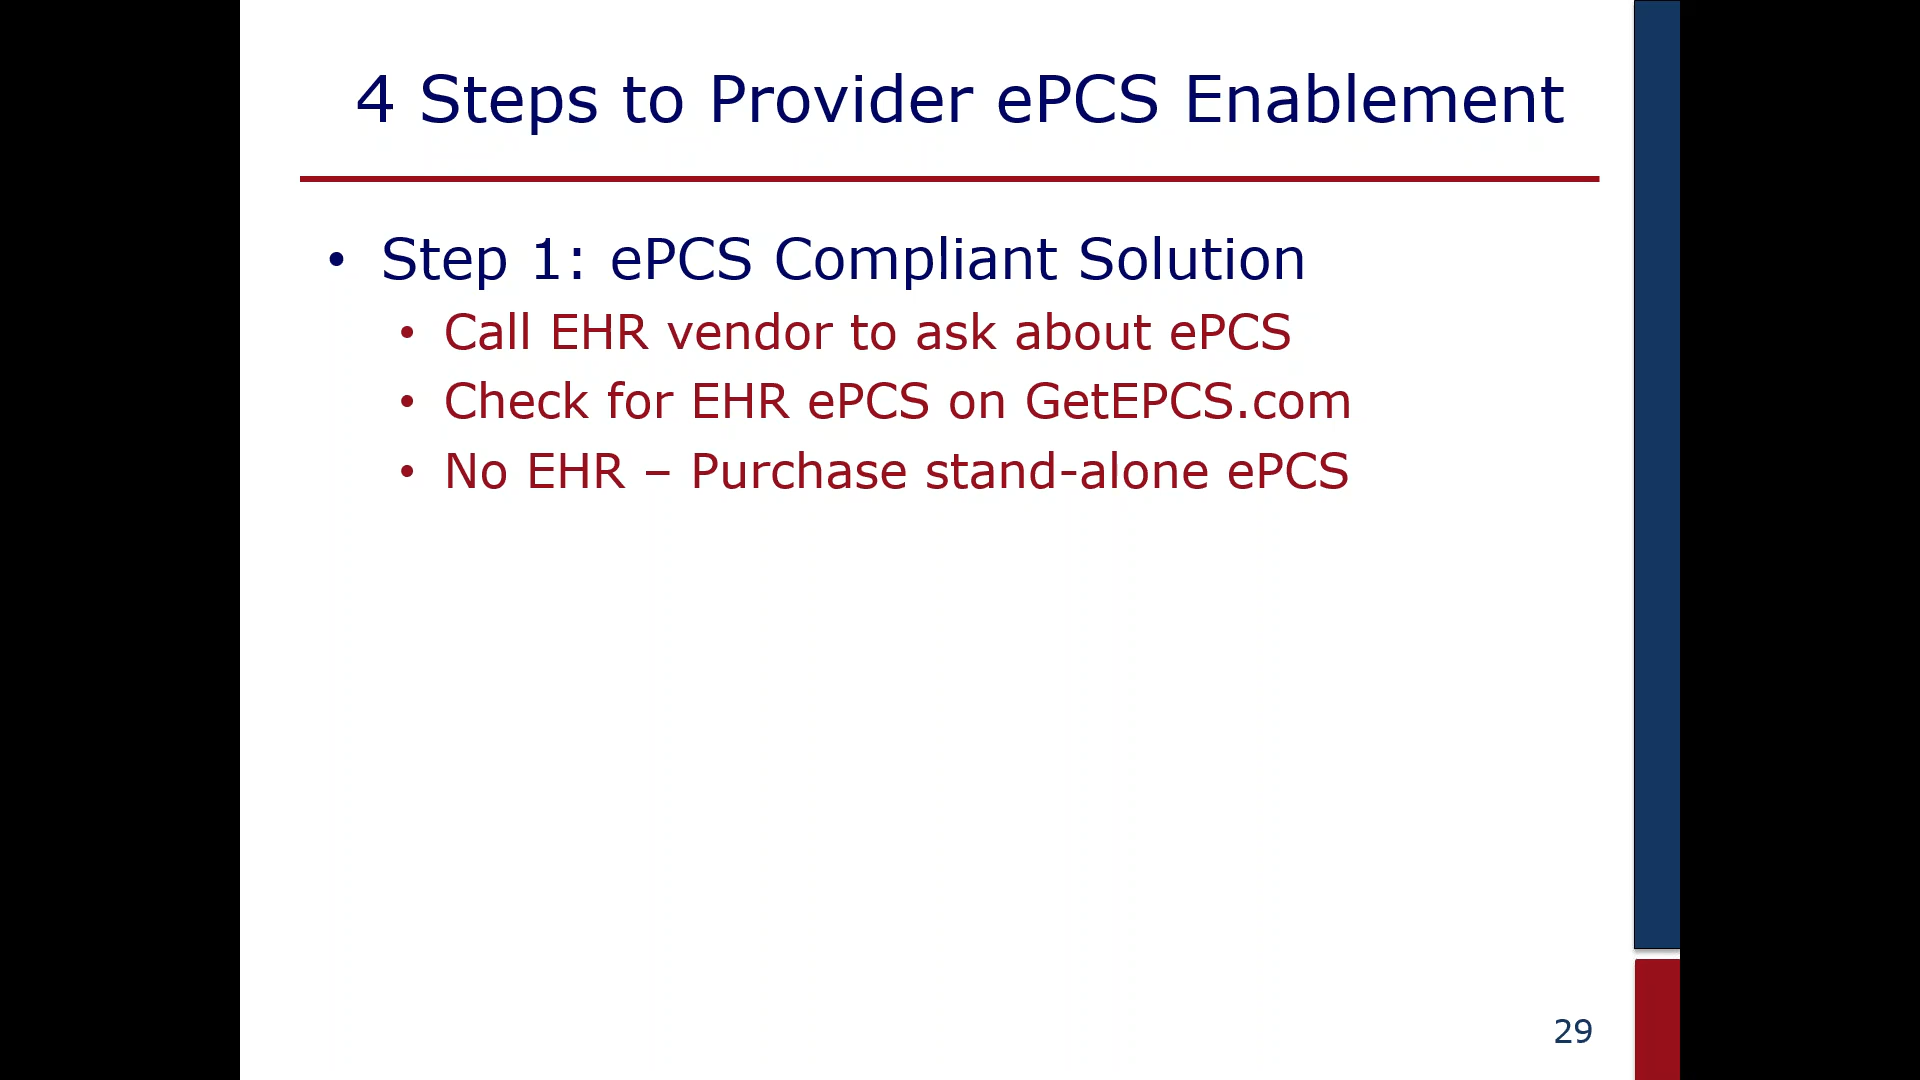 4 Steps to Provider ePCS Enablement
• Step 1: ePCS Compliant Solution
• Call EHR vendor to ask about ePCS
• Check for EHR ePCS on GetEPCS.com
• No EHR – Purchase stand-alone ePCS
29